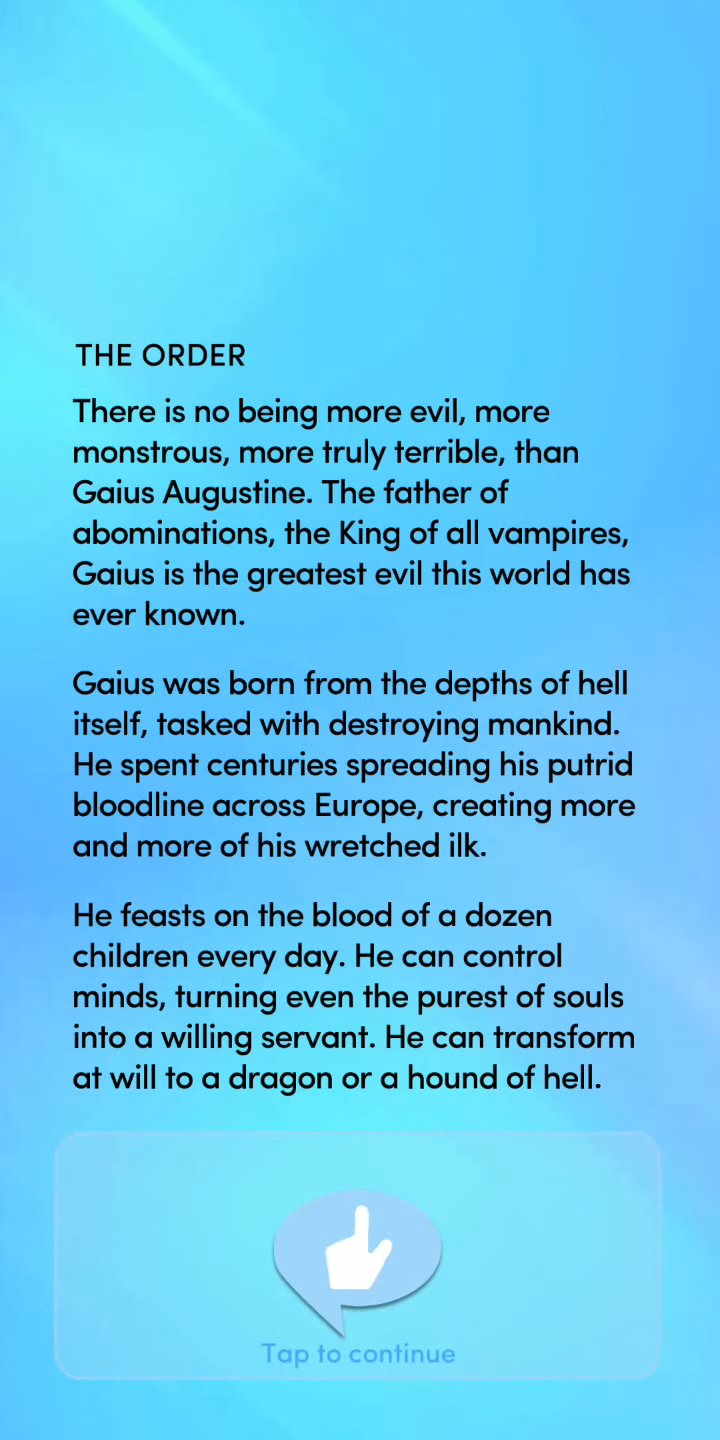 THE ORDER
There is no being more evil, more
monstrous, more truly terrible, than
Gaius Augustine. The father of
abominations, the King of all vampires,
Gaius is the greatest evil this world has
ever known.
Gaius was born from the depths of hell
itself, tasked with destroying mankind.
He spent centuries spreading his putrid
bloodline across Europe, creating more
and more of his wretched ilk.
He feasts on the blood of a dozen
children every day. He can control
minds, turning even the purest of souls
into a willing servant. He can transform
at will to a dragon or a hound of hell.
Tap to continue